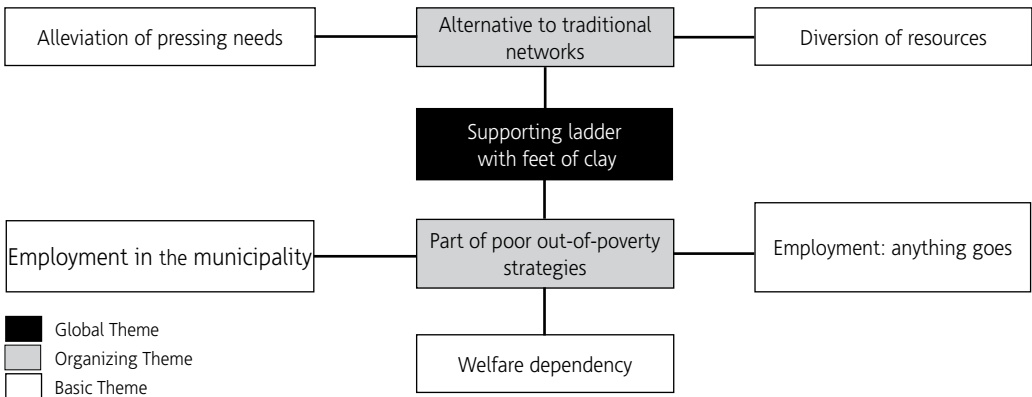 Alleviation of pressing needs
Alternative to traditional
networks
Diversion of resources
Supporting ladder
with feet of clay
Employment in the municipality
Part of poor out-of-poverty
strategies
Employment: anything goes
Welfare dependency
Global Theme
Organizing Theme
Basic Theme